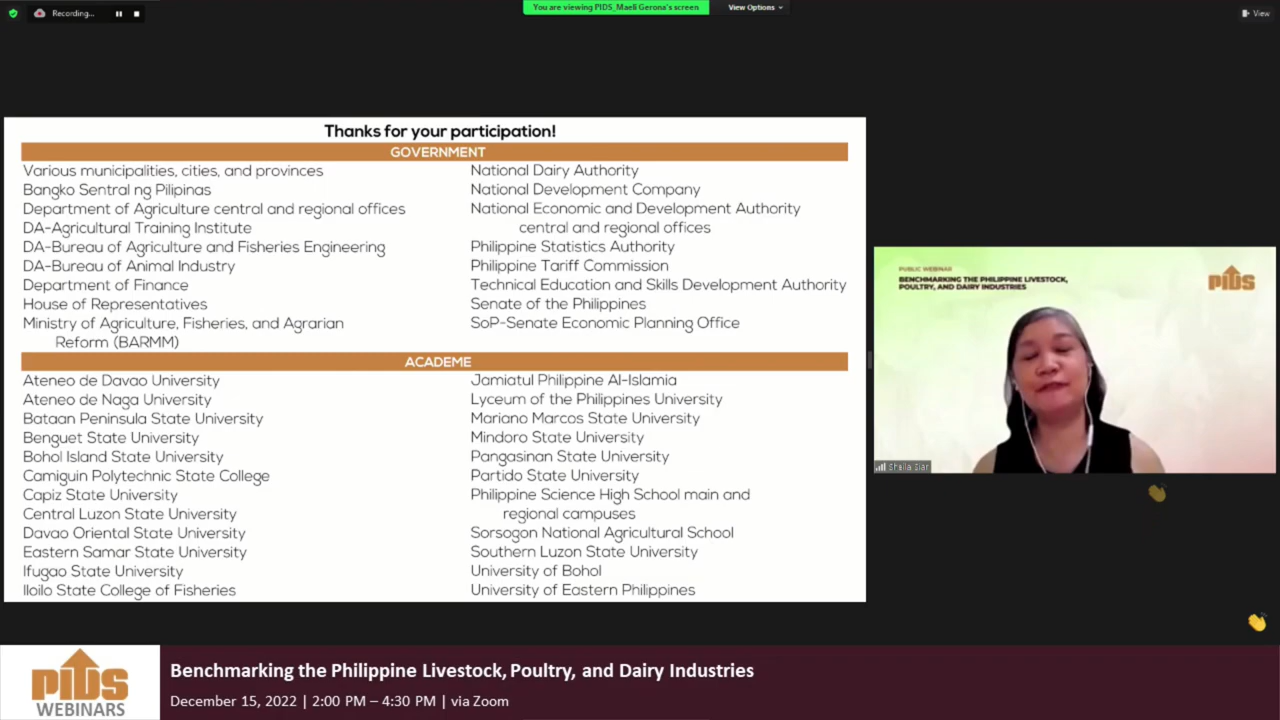 Recording...
You are viewing PIDS_Maeli Gerona's screen
View Options
View
Thanks for your participation!
GOVERNMENT
Various municipalities, cities, and provinces
Bangko Sentral ng Pilipinas
Department of Agriculture central and regional offices
DA-Agricultural Training Institute
DA-Bureau of Agriculture and Fisheries Engineering
DA-Bureau of Animal Industry
Department of Finance
House of Representatives
Ministry of Agriculture, Fisheries, and Agrarian
Reform (BARMM)
National Dairy Authority
National Development Company
National Economic and Development Authority
central and regional offices
Philippine Statistics Authority
Philippine Tariff Commission
Technical Education and Skills Development Authority
Senate of the Philippines
SoP-Senate Economic Planning Office
ACADEME
Ateneo de Davao University
Ateneo de Naga University
Bataan Peninsula State University
Benguet State University
Bohol Island State University
Camiguin Polytechnic State College
Capiz State University
Central Luzon State University
Davao Oriental State University
Eastern Samar State University
Ifugao State University
Iloilo State College of Fisheries
Jamiatul Philippine Al-Islamia
Lyceum of the Philippines University
Mariano Marcos State University
Mindoro State University
Pangasinan State University
Partido State University
Philippine Science High School main and
regional campuses
Sorsogon National Agricultural School
Southern Luzon State University
University of Bohol
University of Eastern Philippines
PUBLIC WEBINAR
BENCHMARKING THE PHILIPPINE LIVESTOCK,
POULTRY, AND DAIRY INDUSTRIES
PIDS
Sheila Siar
PIDS
WEBINARS
Benchmarking the Philippine Livestock, Poultry, and Dairy Industries
December 15, 2022 | 2:00 PM – 4:30 PM | via Zoom